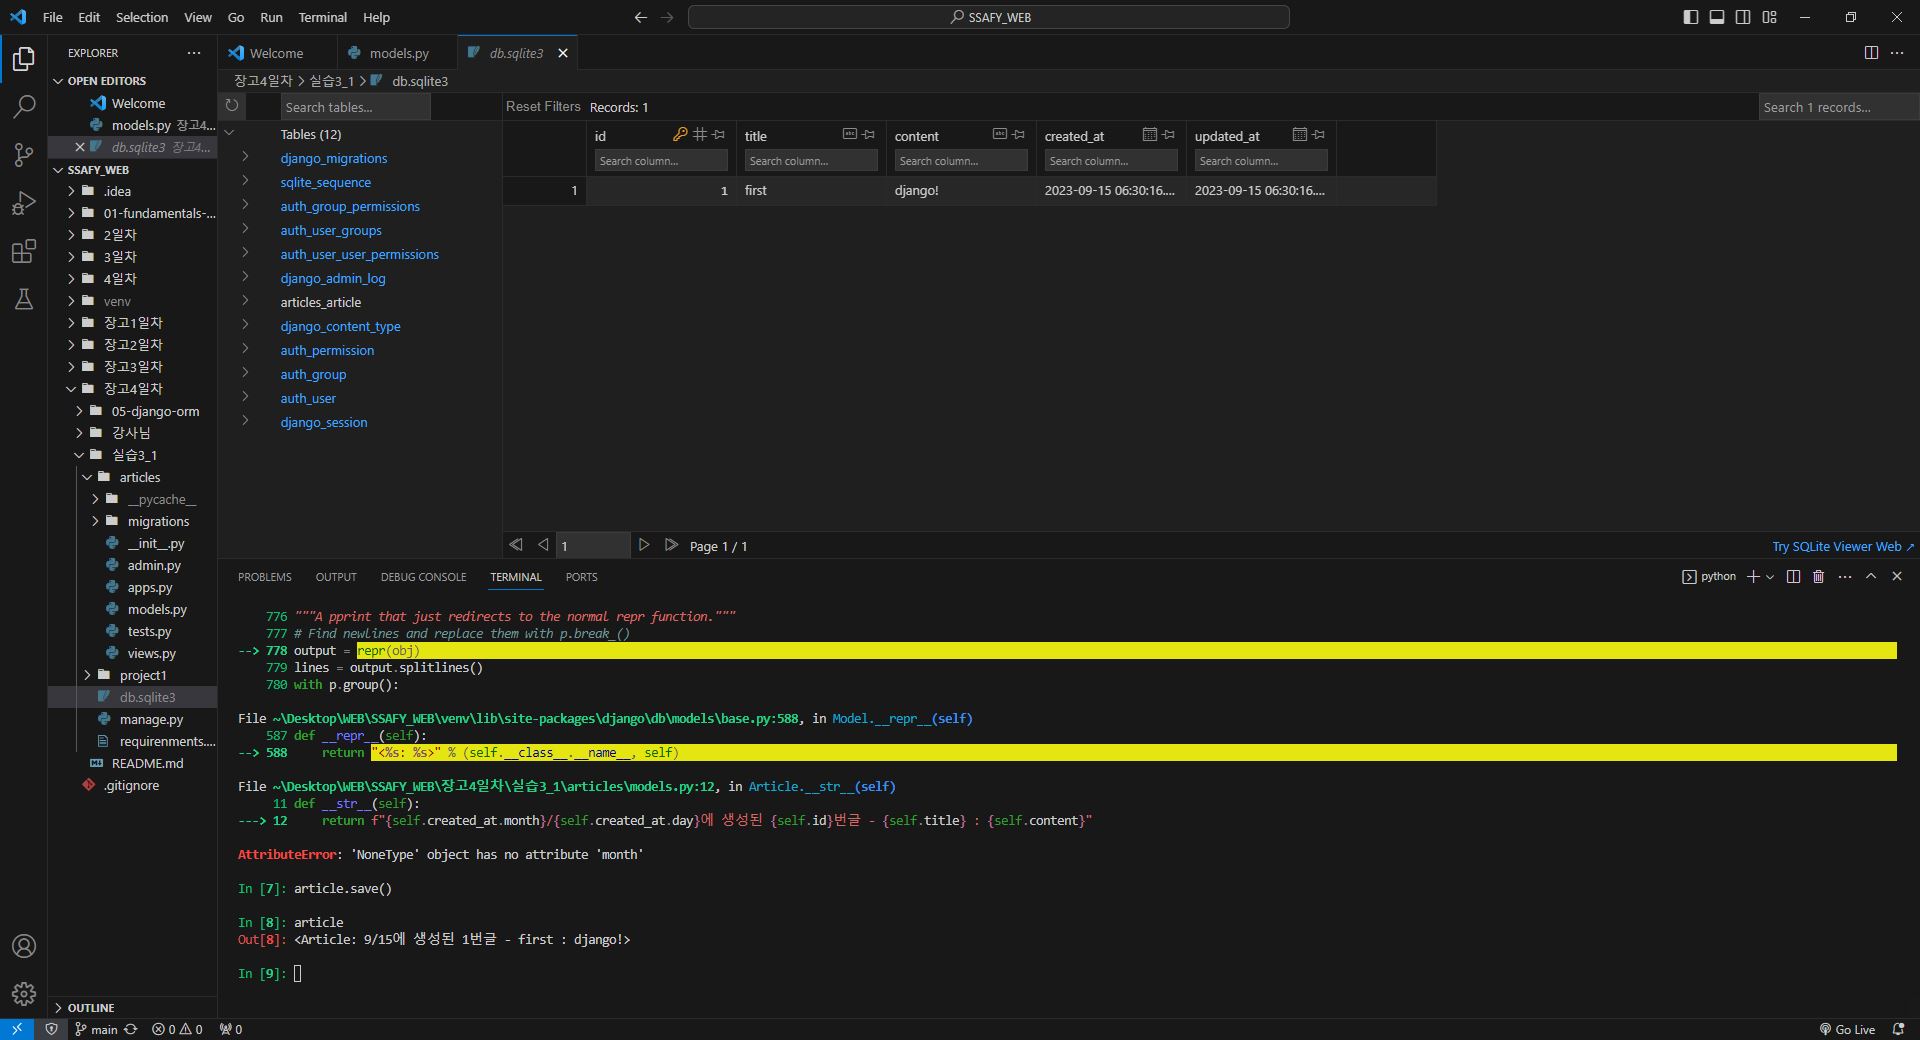 File Edit Selection View Go Run Terminal Help
SSAFY_WEB
EXPLORER
OPEN EDITORS
Welcome
models.py 장고4...
db.sqlite3 장고4...
SSAFY_WEB
.idea
01-fundamentals-...
2일차
3일차
4일차
venv
장고1일차
장고2일차
장고3일차
장고4일차
05-django-orm
강사님
실습3_1
articles
__pycache__
migrations
__init__.py
admin.py
apps.py
models.py
tests.py
views.py
project1
db.sqlite3
manage.py
requirenments....
README.md
.gitignore
OUTLINE
Welcome models.py db.sqlite3
장고4일차 > 실습3_1 > db.sqlite3
Search tables...
Tables (12)
django_migrations
sqlite_sequence
auth_group_permissions
auth_user_groups
auth_user_user_permissions
django_admin_log
articles_article
django_content_type
auth_permission
auth_group
auth_user
django_session
Reset Filters Records: 1 Search 1 records...
id title content created_at updated_at
Search column... Search column... Search column... Search column... Search column...
1 1 first django! 2023-09-15 06:30:16.... 2023-09-15 06:30:16....
1 Page 1 / 1 Try SQLite Viewer Web ↗
PROBLEMS OUTPUT DEBUG CONSOLE TERMINAL PORTS python
776 """A pprint that just redirects to the normal repr function."""
777 # Find newlines and replace them with p.break_()
--> 778 output = repr(obj)
779 lines = output.splitlines()
780 with p.group():
File ~\Desktop\WEB\SSAFY_WEB\venv\lib\site-packages\django\db\models\base.py:588, in Model.__repr__(self)
587 def __repr__(self):
--> 588 return "<%s: %s>" % (self.__class__.__name__, self)
File ~\Desktop\WEB\SSAFY_WEB\장고4일차\실습3_1\articles\models.py:12, in Article.__str__(self)
11 def __str__(self):
---> 12 return f"{self.created_at.month}/{self.created_at.day}에 생성된 {self.id}번글 - {self.title} : {self.content}"
AttributeError: 'NoneType' object has no attribute 'month'
In [7]: article.save()
In [8]: article
Out[8]: <Article: 9/15에 생성된 1번글 - first : django!>
In [9]:
main 0 0 0 Go Live